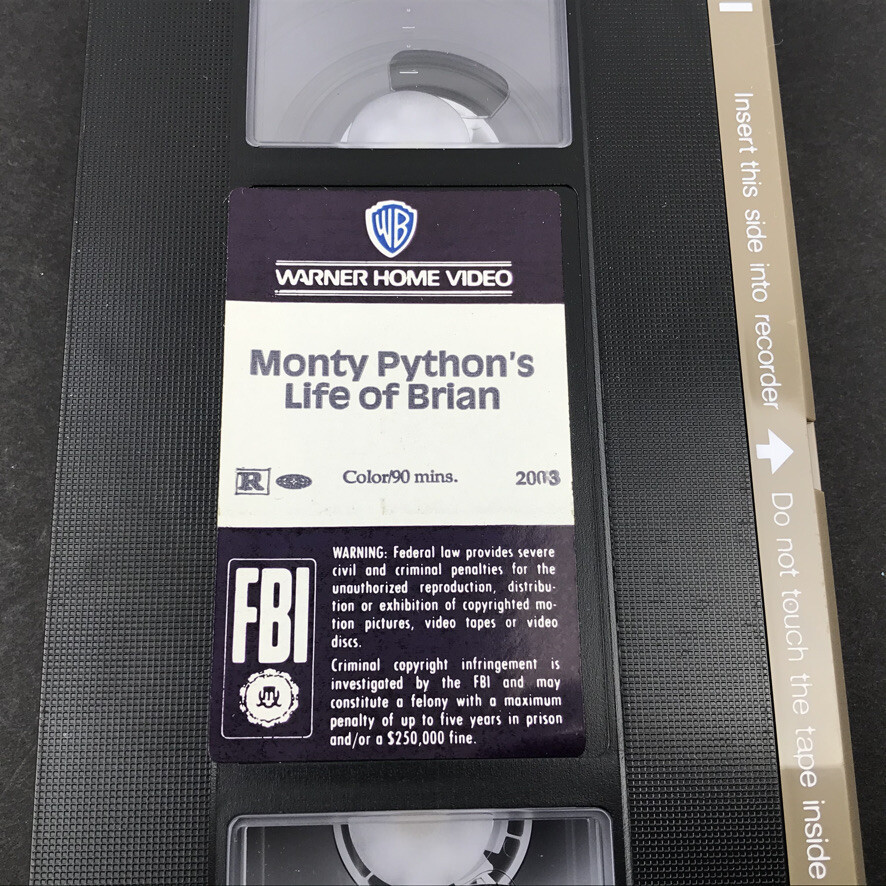 WB
WARNER HOME VIDEO
Monty Python's
Life of Brian
R
Color/90 mins.
2003
FBI
WARNING: Federal law provides severe
civil and criminal penalties for the
unauthorized reproduction, distribu-
tion or exhibition of copyrighted mo-
tion pictures, video tapes or video
discs.
Criminal copyright infringement is
investigated by the FBI and may
constitute a felony with a maximum
penalty of up to five years in prison
and/or a $250,000 fine.
Insert this side into recorder
Do not touch the tape inside